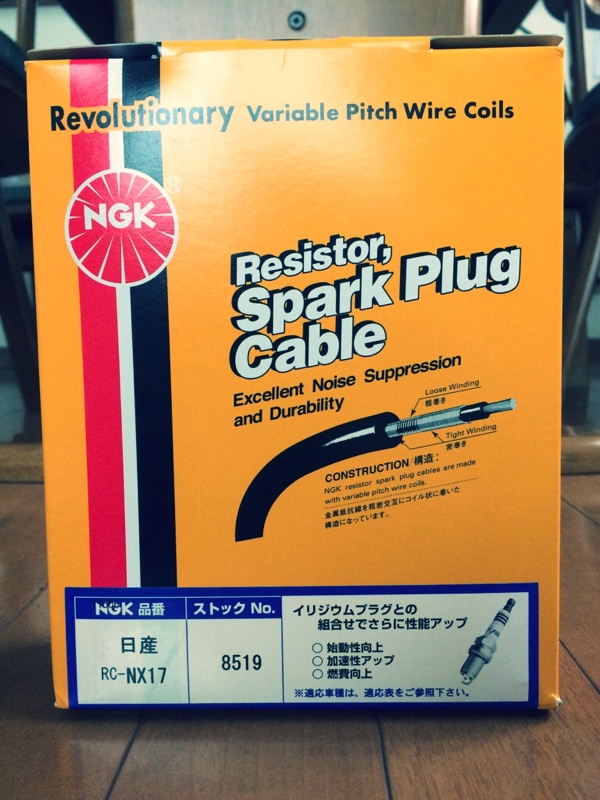 Revolutionary Variable Pitch Wire Coils
NGK
®
Resistor,
Spark Plug
Cable
Excellent Noise Suppression
and Durability
Loose Winding
粗巻き
Tight Winding
密巻き
CONSTRUCTION/構造:
NGK resistor spark plug cables are made
with variable pitch wire coils.
金属抵抗線を粗密交互にコイル状に巻いた
構造になっています。
NGK 品番
ストック No.
日産
RC-NX17
8519
イリジウムプラグとの
組合せでさらに性能アップ
○ 始動性向上
○ 加速性アップ
○ 燃費向上
※適応車種は、適応表をご参照下さい。